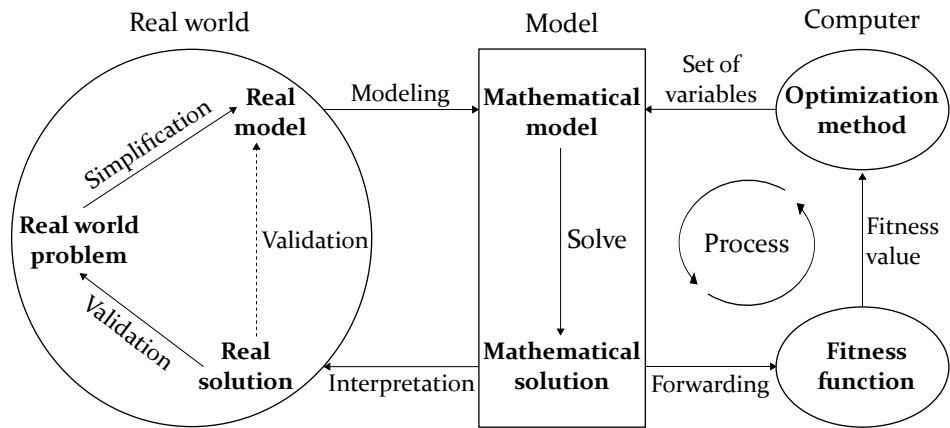 Real world
Model
Computer
Real
model
Simplification
Real world
problem
Validation
Validation
Real
solution
Modeling
Interpretation
Mathematical
model
Solve
Mathematical
solution
Set of
variables
Optimization
method
Process
Fitness
value
Forwarding
Fitness
function